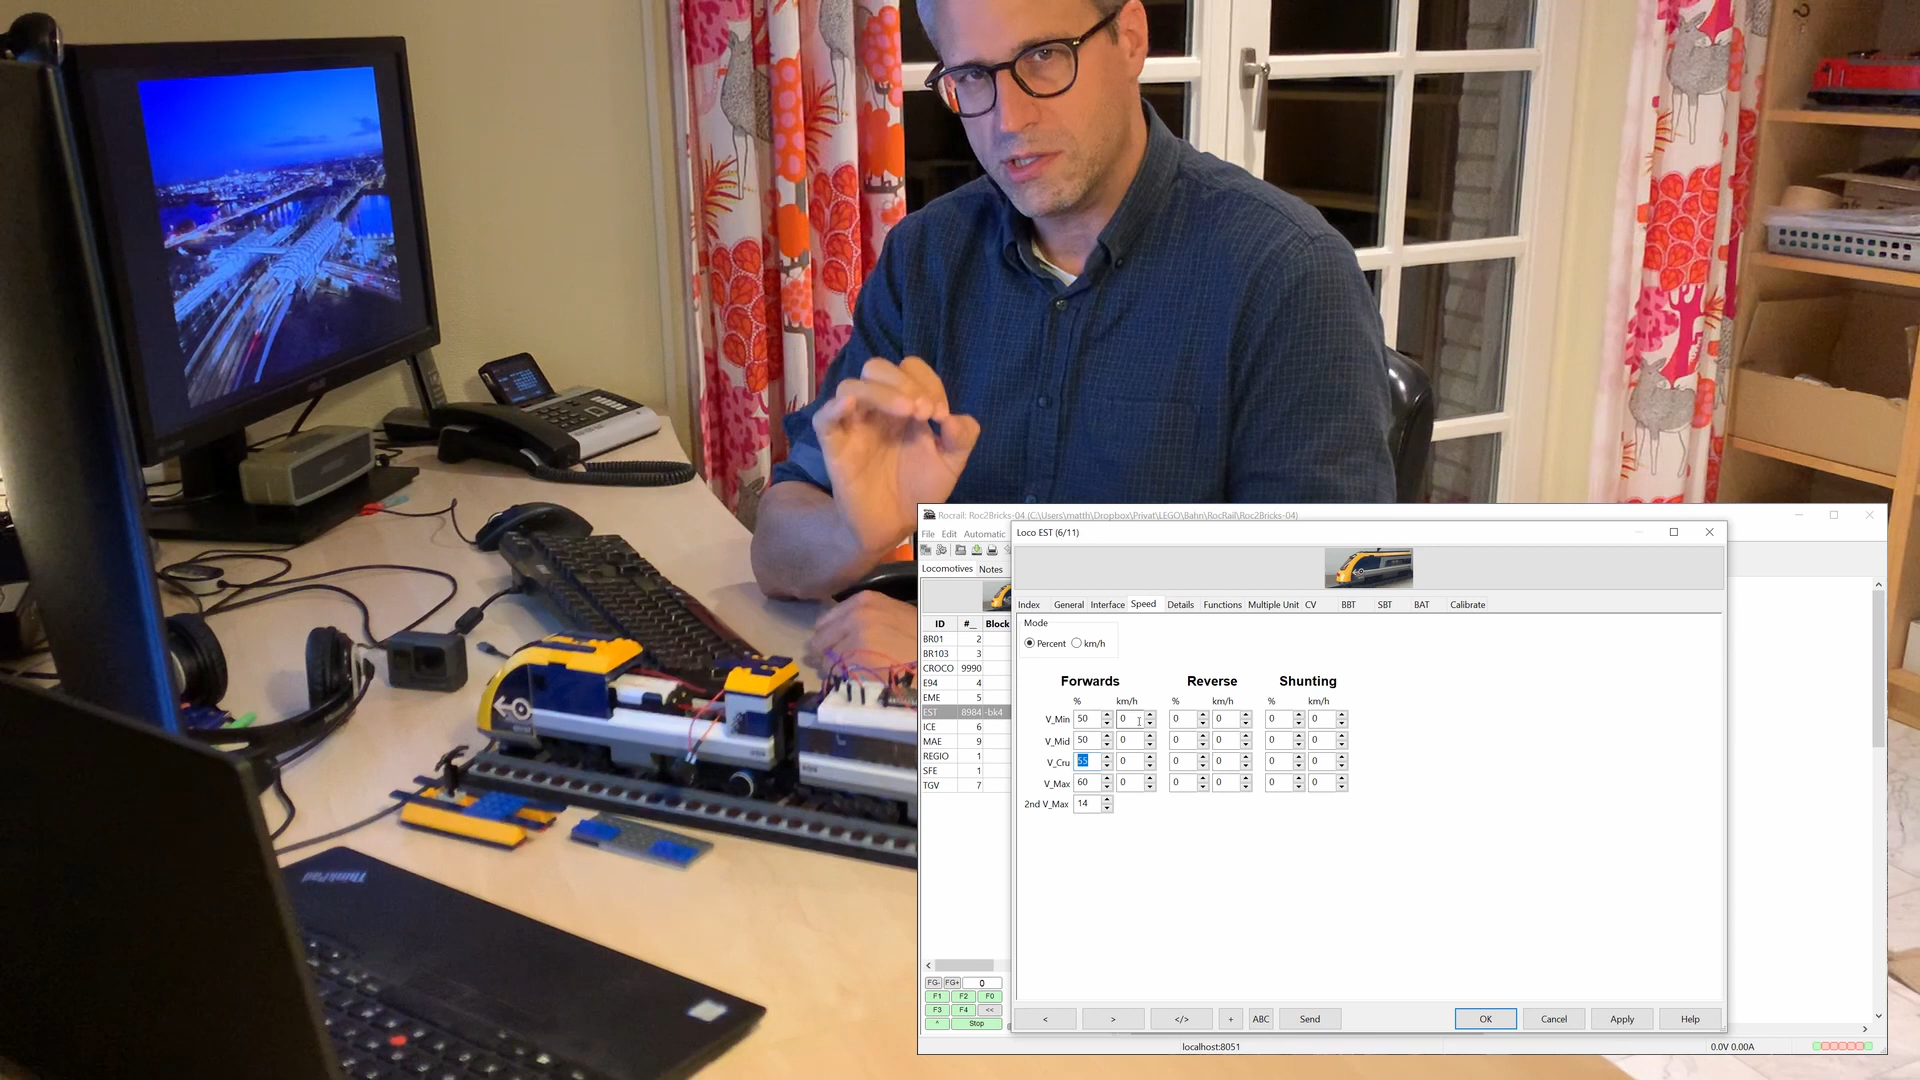 Rocrail: Roc2Bricks-04 (C:\Users\matth\Dropbox\Privat\LEGO\Bahn\RocRail\Roc2Bricks-04)
File Edit Automatic
Loco EST (6/11)
Locomotives Notes
Index General Interface Speed Details Functions Multiple Unit CV BBT SBT BAT Calibrate
ID #_ Block
BR01 2
BR103 3
CROCO 9990
E94 4
EME 5
EST 8984 -bk4
ICE 6
MAE 9
REGIO 1
SFE 1
TGV 7
Mode
Percent km/h
Forwards Reverse Shunting
% km/h % km/h % km/h
V_Min 50 0 0 0 0 0
V_Mid 50 0 0 0 0 0
V_Cru 55 0 0 0 0 0
V_Max 60 0 0 0 0 0
2nd V_Max 14
FG- FG+ 0
F1 F2 F0
F3 F4 <<
^ Stop
< > </> + ABC Send OK Cancel Apply Help
localhost:8051 0.0V 0.00A
ThinkPad